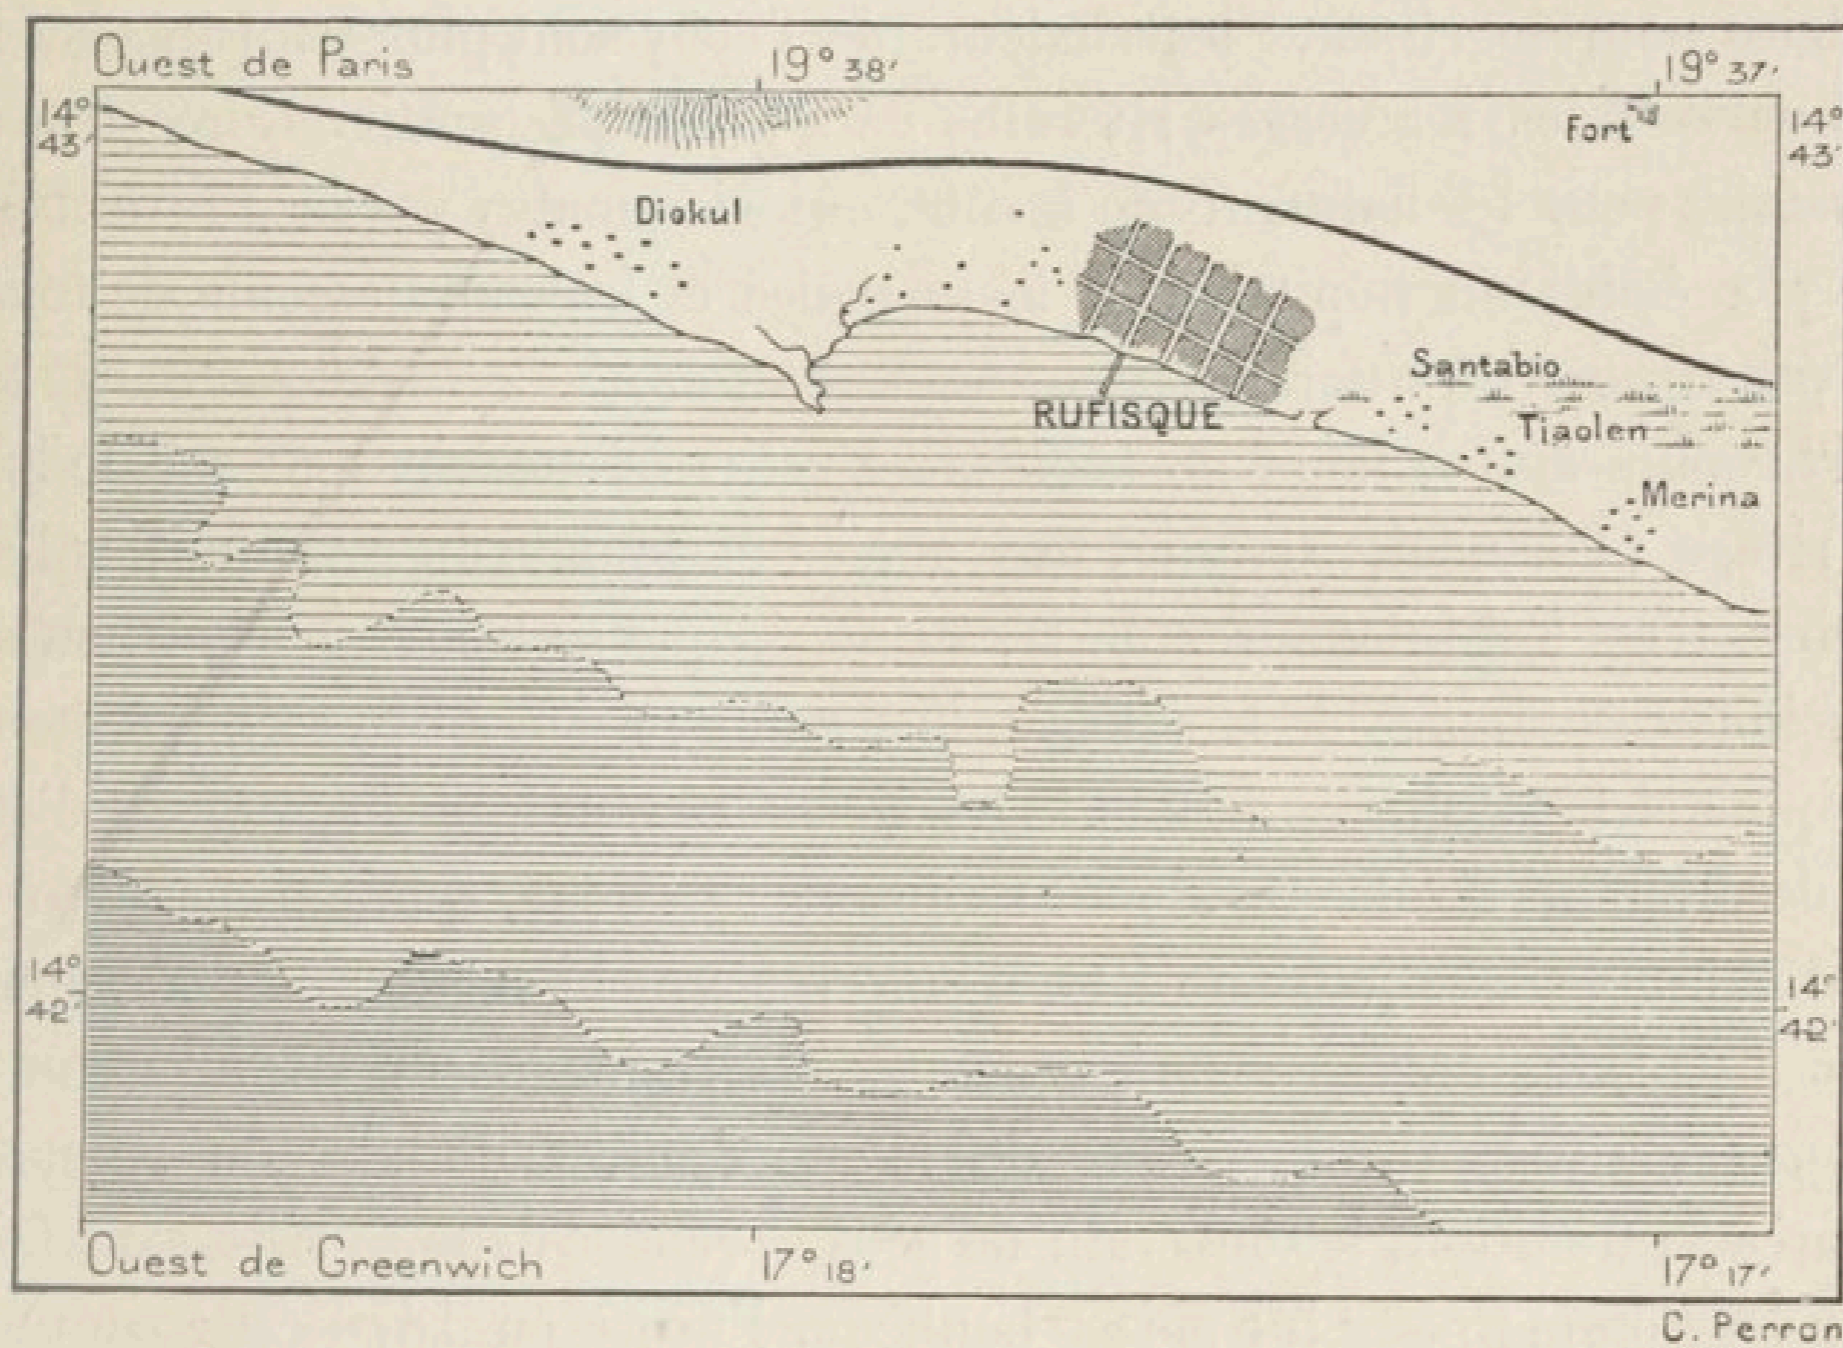 Ouest de Paris 19° 38' 19° 37'
14° 43' 14° 43'
Fort
Diokul
Santabio
RUFISQUE
Tiaolen
Merina
14° 42' 14° 42'
Ouest de Greenwich 17° 18' 17° 17'
C. Perron